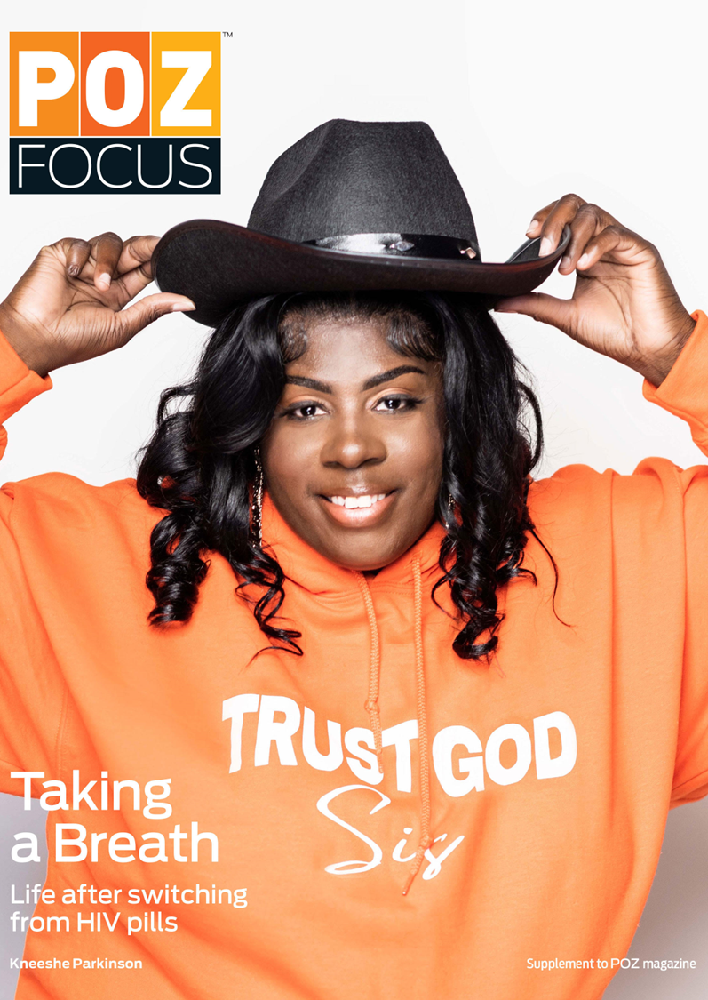 POZ
™
FOCUS
TRUST GOD
Sis
Taking
a Breath
Life after switching
from HIV pills
Kneeshe Parkinson
Supplement to POZ magazine